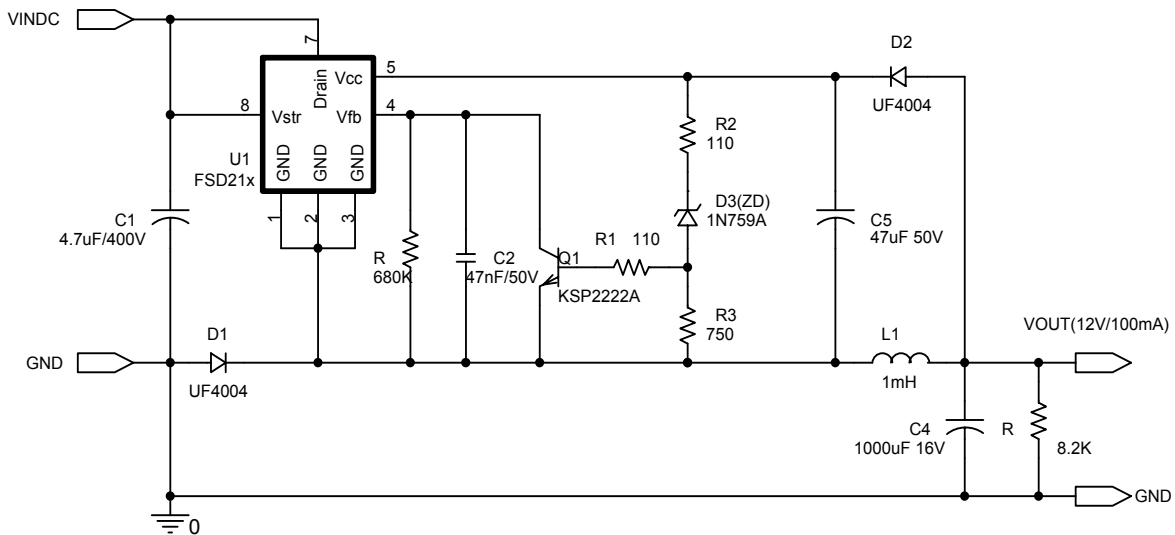 VINDC
7
Drain
Vcc
5
D2
UF4004
8
Vstr
Vfb
4
R2
110
U1
FSD21x
GND
GND
GND
1
2
3
D3(ZD)
1N759A
C1
4.7uF/400V
C5
47uF 50V
R1 110
R
680K
C2
47nF/50V
Q1
KSP2222A
R3
750
D1
VOUT(12V/100mA)
L1
GND
UF4004
1mH
C4
1000uF 16V
R
8.2K
GND
0